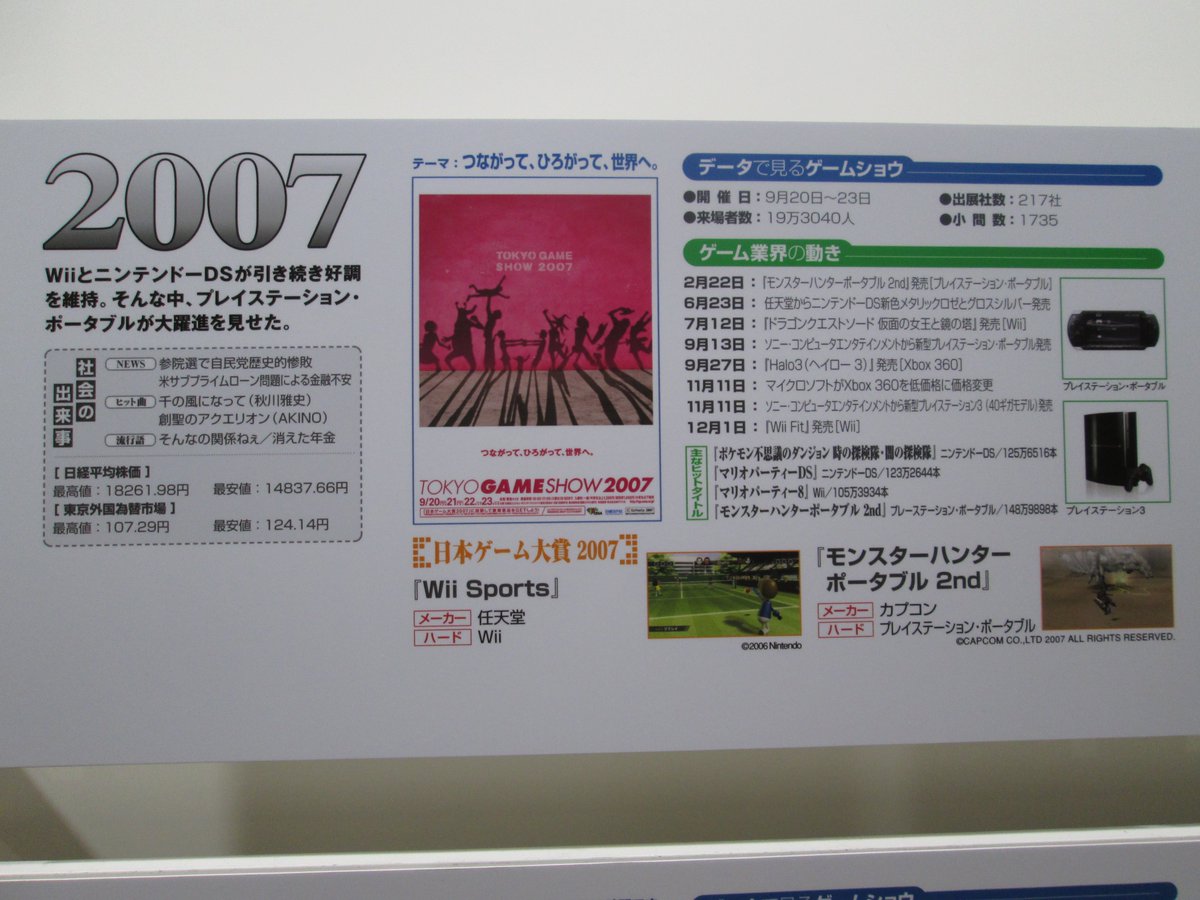 2007
WiiとニンテンドーDSが引き続き好調
を維持。そんな中、プレイステーション・
ポータブルが大躍進を見せた。
社会の
出来事
NEWS 参院選で自民党歴史的惨敗
米サブプライムローン問題による金融不安
ヒット曲 千の風になって（秋川雅史）
創聖のアクエリオン（AKINO）
流行語 そんなの関係ねぇ／消えた年金
[ 日経平均株価 ]
最高値：18261.98円 最安値：14837.66円
[ 東京外国為替市場 ]
最高値：107.29円 最安値：124.14円
テーマ：つながって、ひろがって、世界へ。
TOKYO GAME
SHOW 2007
つながって、ひろがって、世界へ。
TOKYO GAME SHOW 2007
9/20 21 22 23
日本ゲーム大賞 2007
『Wii Sports』
メーカー 任天堂
ハード Wii
©2006 Nintendo
『モンスターハンター
ポータブル 2nd』
メーカー カプコン
ハード プレイステーション・ポータブル
©CAPCOM CO.,LTD 2007 ALL RIGHTS RESERVED.
データで見るゲームショウ
●開催日：9月20日～23日 ●出展社数：217社
●来場者数：19万3040人 ●小間数：1735
ゲーム業界の動き
2月22日：『モンスターハンターポータブル 2nd』発売[プレイステーション・ポータブル]
6月23日：任天堂からニンテンドーDS新色メタリックロゼとグロスシルバー発売
7月12日：『ドラゴンクエストソード 仮面の女王と鏡の塔』発売[Wii]
9月13日：ソニー・コンピュータエンタテインメントから新型プレイステーション・ポータブル発売
9月27日：『Halo3（ヘイロー 3）』発売[Xbox 360]
11月11日：マイクロソフトがXbox 360を低価格に価格変更
11月11日：ソニー・コンピュータエンタテインメントから新型プレイステーション3（40ギガモデル）発売
12月1日：『Wii Fit』発売[Wii]
プレイステーション・ポータブル
プレイステーション3
主なヒットタイトル
『ポケモン不思議のダンジョン 時の探検隊・闇の探検隊』ニンテンドーDS/125万6516本
『マリオパーティーDS』ニンテンドーDS/123万2644本
『マリオパーティー8』Wii/105万3934本
『モンスターハンターポータブル 2nd』プレーステーション・ポータブル/148万9898本
データで見るゲームショウ